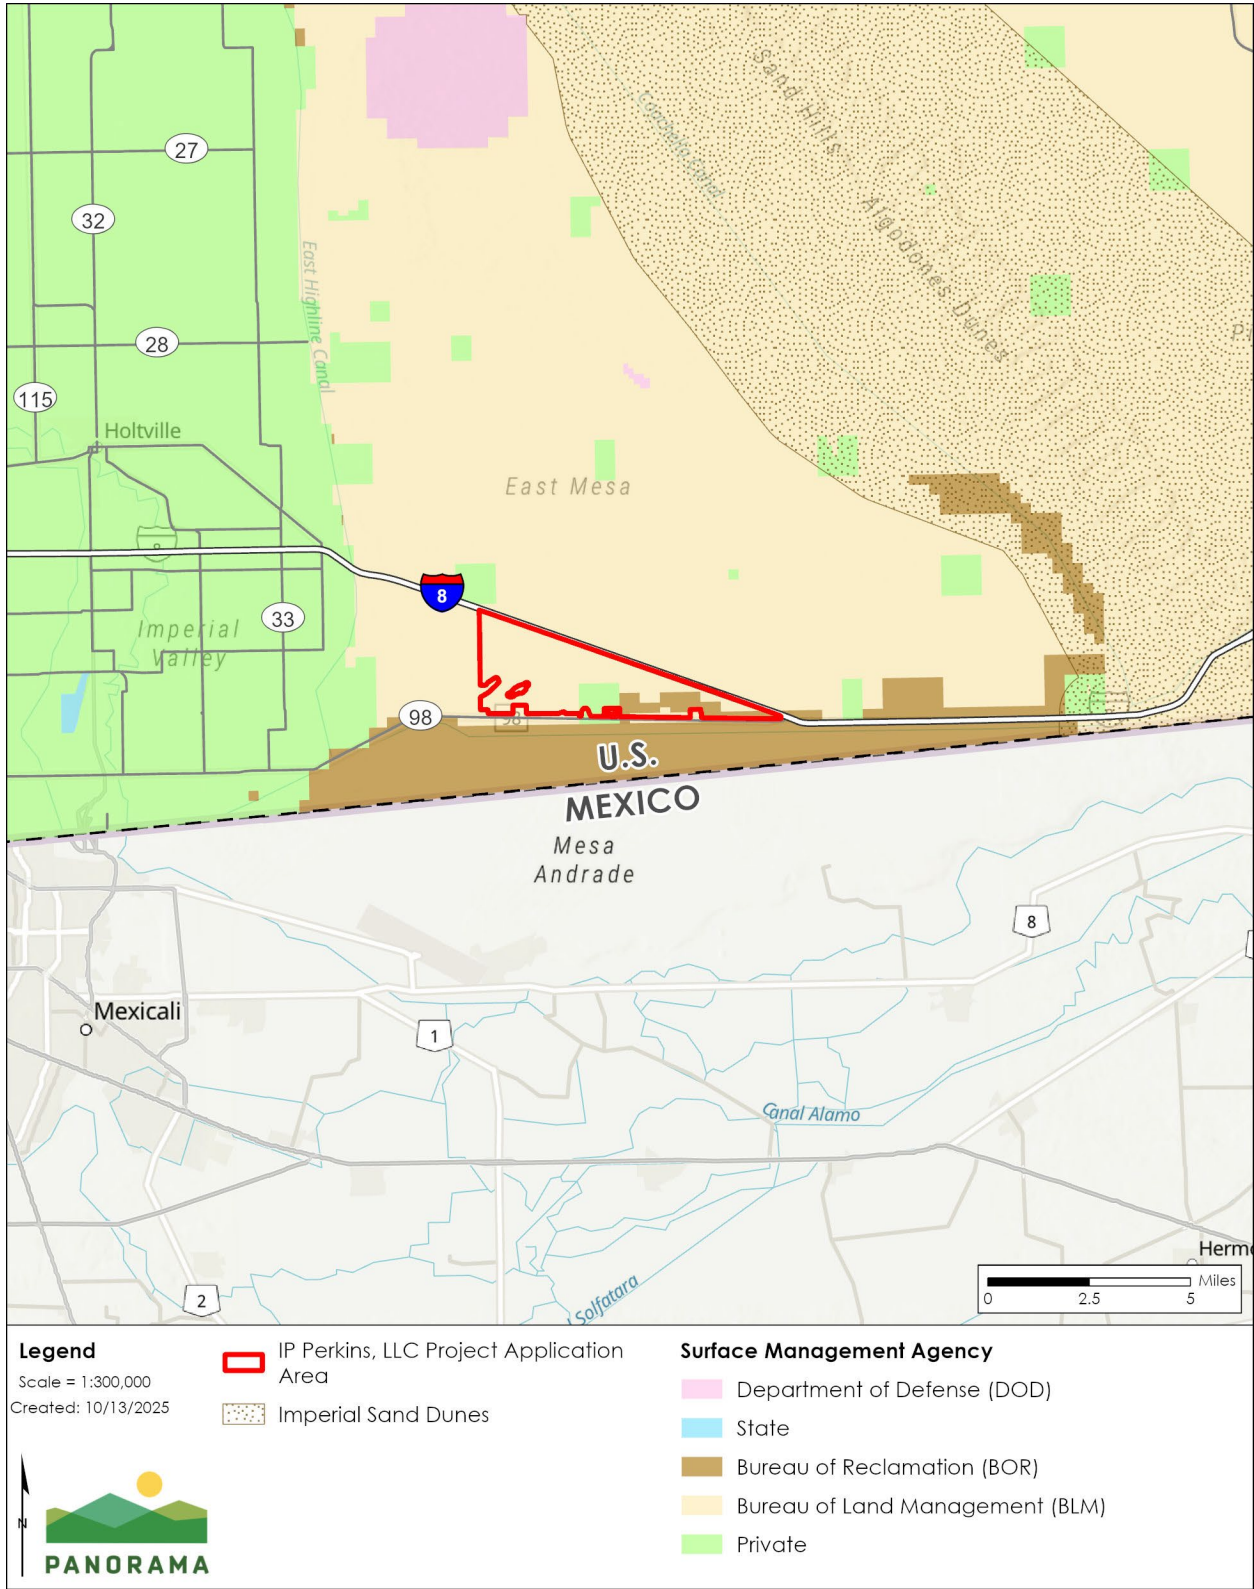 Sand Hills
Coachella Canal
27
32
Algodones Dunes
East Highline Canal
28
115
Holtville
East Mesa
8
8
33
Imperial
Valley
98
98
U.S.
MEXICO
Mesa
Andrade
8
Mexicali
1
Canal Alamo
Solfatara
2
Miles
0 2.5 5
Legend
Scale = 1:300,000
Created: 10/13/2025
N
PANORAMA
IP Perkins, LLC Project Application
Area
Imperial Sand Dunes
Surface Management Agency
Department of Defense (DOD)
State
Bureau of Reclamation (BOR)
Bureau of Land Management (BLM)
Private